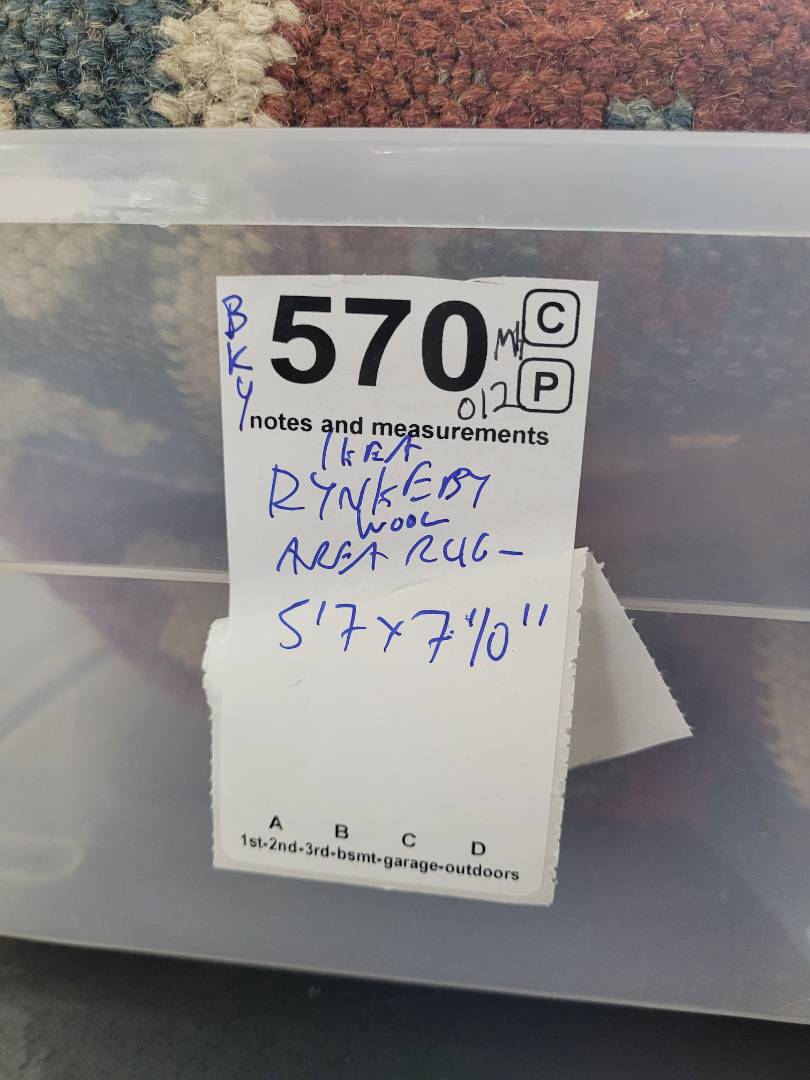 BKY
570
MH
C
012
P
notes and measurements
IKEA
RYNKEBY
WOOL
AREA RUG-
5'7 x 7'10"
A B C D
1st-2nd-3rd-bsmt-garage-outdoors